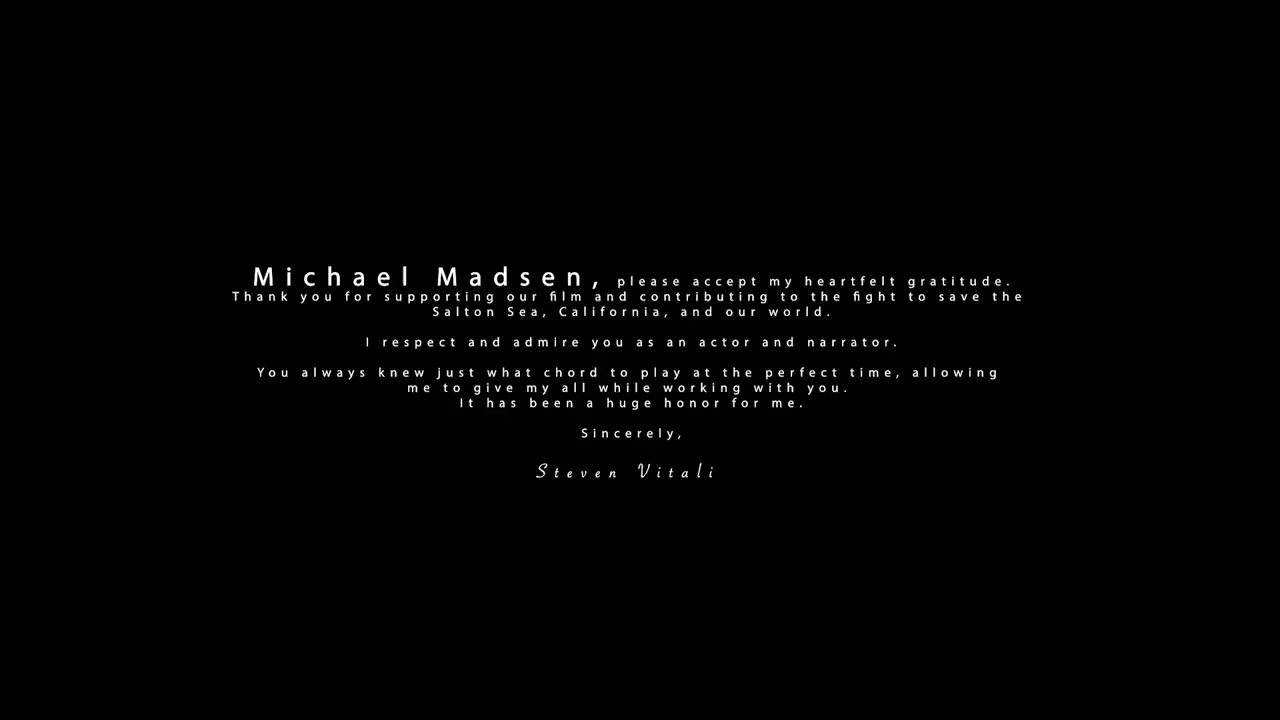 Michael Madsen, please accept my heartfelt gratitude.
Thank you for supporting our film and contributing to the fight to save the
Salton Sea, California, and our world.
I respect and admire you as an actor and narrator.
You always knew just what chord to play at the perfect time, allowing
me to give my all while working with you.
It has been a huge honor for me.
Sincerely,
Steven Vitali